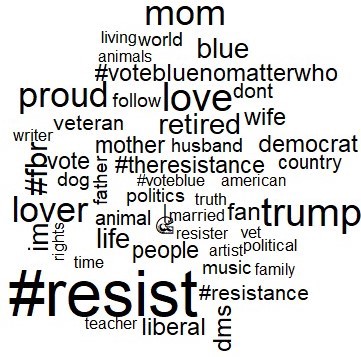 mom
living world
animals
blue
#votebluenomatterwho
proud
follow
love
dont
veteran
retired
wife
writer
#fbr
mother
husband
democrat
vote
#theresistance
country
dog
father
#voteblue
american
politics
truth
lover
animal
married
fan
trump
im
rights
life
resister
vet
people
artist
political
time
music
family
#resist
#resistance
teacher
liberal
dms